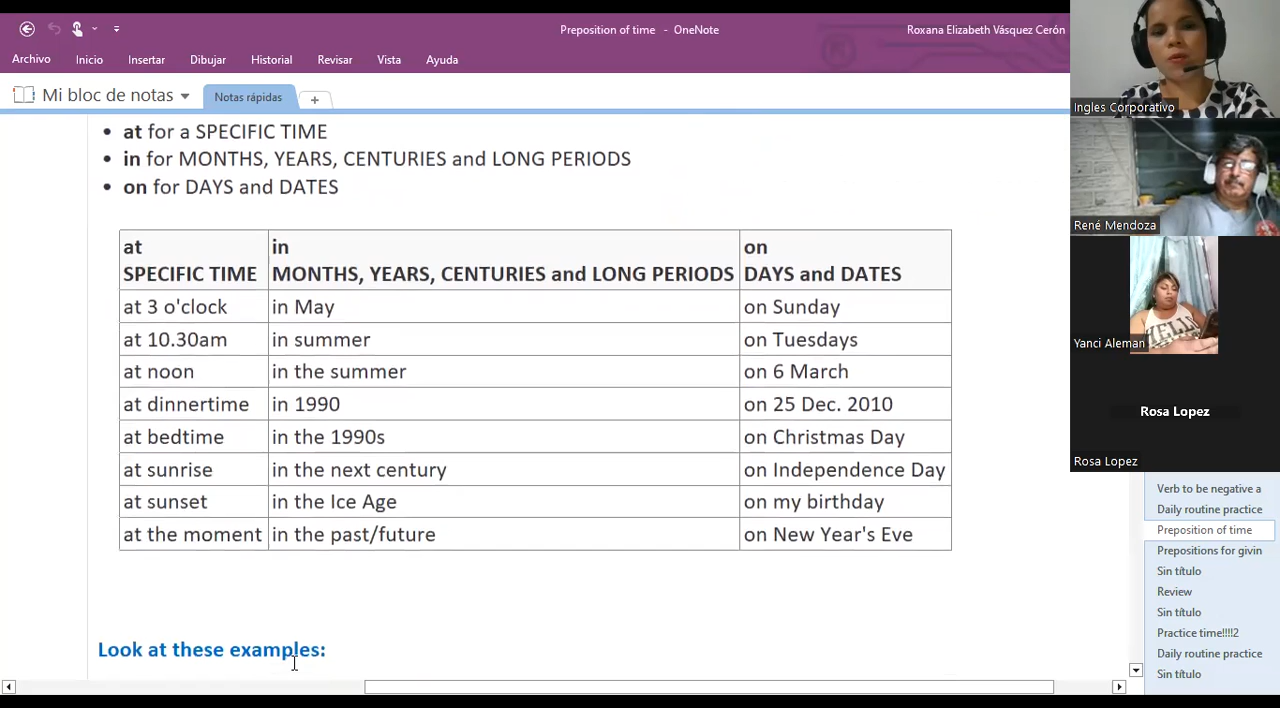 Preposition of time - OneNote
Roxana Elizabeth Vásquez Cerón
Archivo Inicio Insertar Dibujar Historial Revisar Vista Ayuda
Mi bloc de notas
Notas rápidas
• at for a SPECIFIC TIME
• in for MONTHS, YEARS, CENTURIES and LONG PERIODS
• on for DAYS and DATES
at in on
SPECIFIC TIME MONTHS, YEARS, CENTURIES and LONG PERIODS DAYS and DATES
at 3 o'clock in May on Sunday
at 10.30am in summer on Tuesdays
at noon in the summer on 6 March
at dinnertime in 1990 on 25 Dec. 2010
at bedtime in the 1990s on Christmas Day
at sunrise in the next century on Independence Day
at sunset in the Ice Age on my birthday
at the moment in the past/future on New Year's Eve
Look at these examples:
Ingles Corporativo
René Mendoza
Yanci Aleman
Rosa Lopez
Rosa Lopez
Verb to be negative a
Daily routine practice
Preposition of time
Prepositions for givin
Sin título
Review
Sin título
Practice time!!!!2
Daily routine practice
Sin título